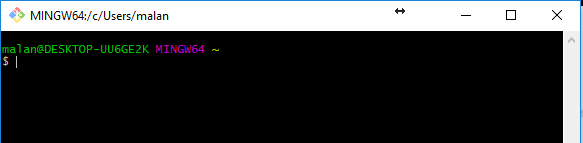 MINGW64:/c/Users/malan
malan@DESKTOP-UU6GE2K MINGW64 ~
$